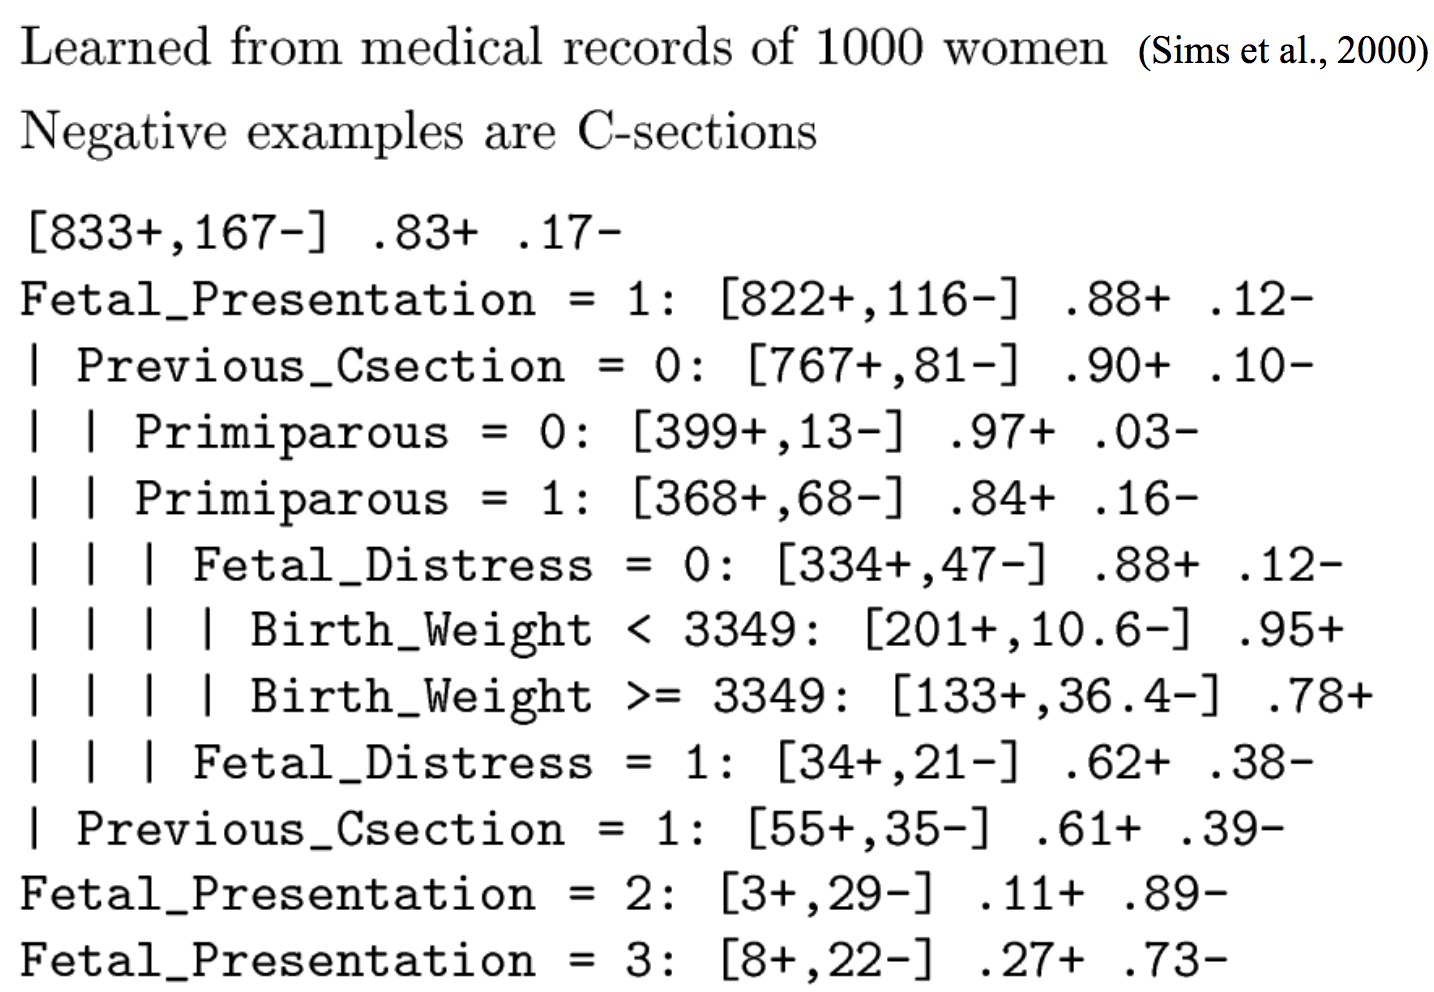 Learned from medical records of 1000 women (Sims et al., 2000)
Negative examples are C-sections
[833+,167-] .83+ .17-
Fetal_Presentation = 1: [822+,116-] .88+ .12-
| Previous_Csection = 0: [767+,81-] .90+ .10-
| | Primiparous = 0: [399+,13-] .97+ .03-
| | Primiparous = 1: [368+,68-] .84+ .16-
| | | Fetal_Distress = 0: [334+,47-] .88+ .12-
| | | | Birth_Weight < 3349: [201+,10.6-] .95+
| | | | Birth_Weight >= 3349: [133+,36.4-] .78+
| | | Fetal_Distress = 1: [34+,21-] .62+ .38-
| Previous_Csection = 1: [55+,35-] .61+ .39-
Fetal_Presentation = 2: [3+,29-] .11+ .89-
Fetal_Presentation = 3: [8+,22-] .27+ .73-